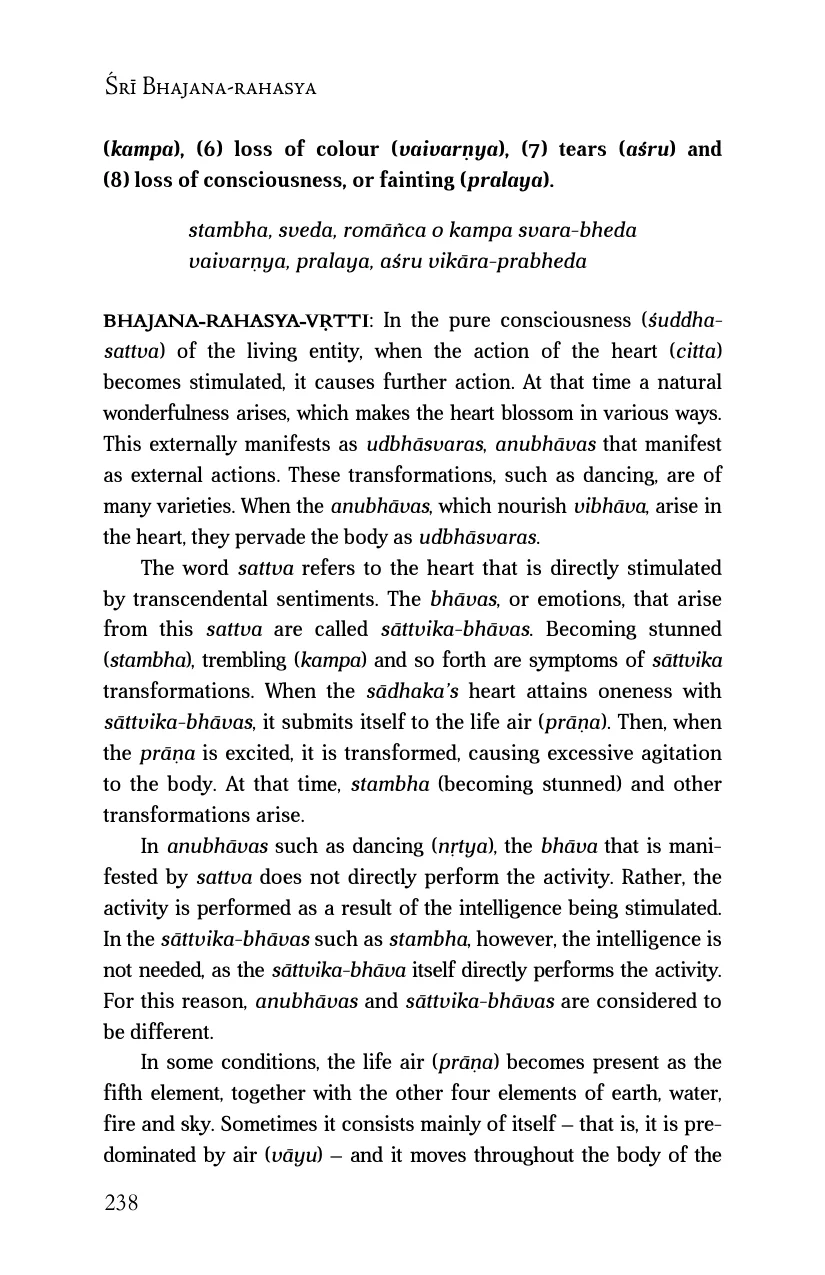 Śrī Bhajana-rahasya
(kampa), (6) loss of colour (vaivarṇya), (7) tears (aśru) and
(8) loss of consciousness, or fainting (pralaya).
stambha, sveda, romāñca o kampa svara-bheda
vaivarṇya, pralaya, aśru vikāra-prabheda
BHAJANA-RAHASYA-VṚTTI: In the pure consciousness (śuddha-
sattva) of the living entity, when the action of the heart (citta)
becomes stimulated, it causes further action. At that time a natural
wonderfulness arises, which makes the heart blossom in various ways.
This externally manifests as udbhāsvaras, anubhāvas that manifest
as external actions. These transformations, such as dancing, are of
many varieties. When the anubhāvas, which nourish vibhāva, arise in
the heart, they pervade the body as udbhāsvaras.
The word sattva refers to the heart that is directly stimulated
by transcendental sentiments. The bhāvas, or emotions, that arise
from this sattva are called sāttvika-bhāvas. Becoming stunned
(stambha), trembling (kampa) and so forth are symptoms of sāttvika
transformations. When the sādhaka’s heart attains oneness with
sāttvika-bhāvas, it submits itself to the life air (prāṇa). Then, when
the prāṇa is excited, it is transformed, causing excessive agitation
to the body. At that time, stambha (becoming stunned) and other
transformations arise.
In anubhāvas such as dancing (nṛtya), the bhāva that is mani-
fested by sattva does not directly perform the activity. Rather, the
activity is performed as a result of the intelligence being stimulated.
In the sāttvika-bhāvas such as stambha, however, the intelligence is
not needed, as the sāttvika-bhāva itself directly performs the activity.
For this reason, anubhāvas and sāttvika-bhāvas are considered to
be different.
In some conditions, the life air (prāṇa) becomes present as the
fifth element, together with the other four elements of earth, water,
fire and sky. Sometimes it consists mainly of itself – that is, it is pre-
dominated by air (vāyu) – and it moves throughout the body of the
238